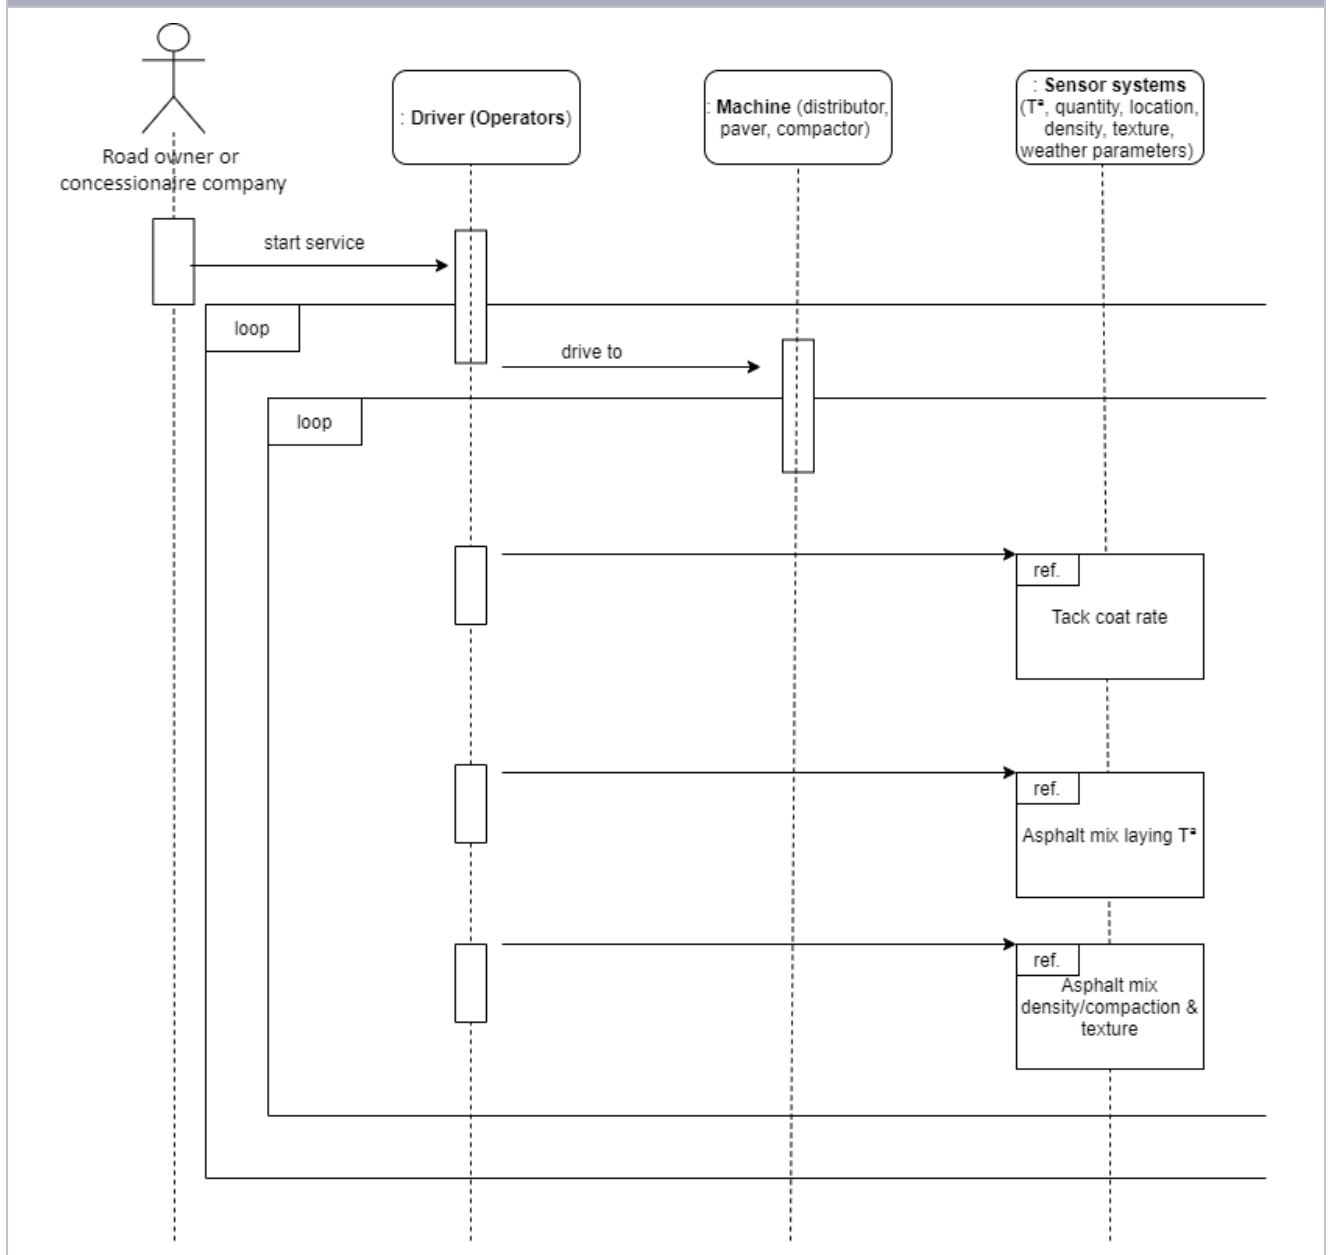 : Driver (Operators)
: Machine (distributor,
paver, compactor)
: Sensor systems
(Tª, quantity, location,
density, texture,
weather parameters)
Road owner or
concessionaire company
start service
loop
drive to
loop
ref.
Tack coat rate
ref.
Asphalt mix laying Tª
ref.
Asphalt mix
density/compaction &
texture